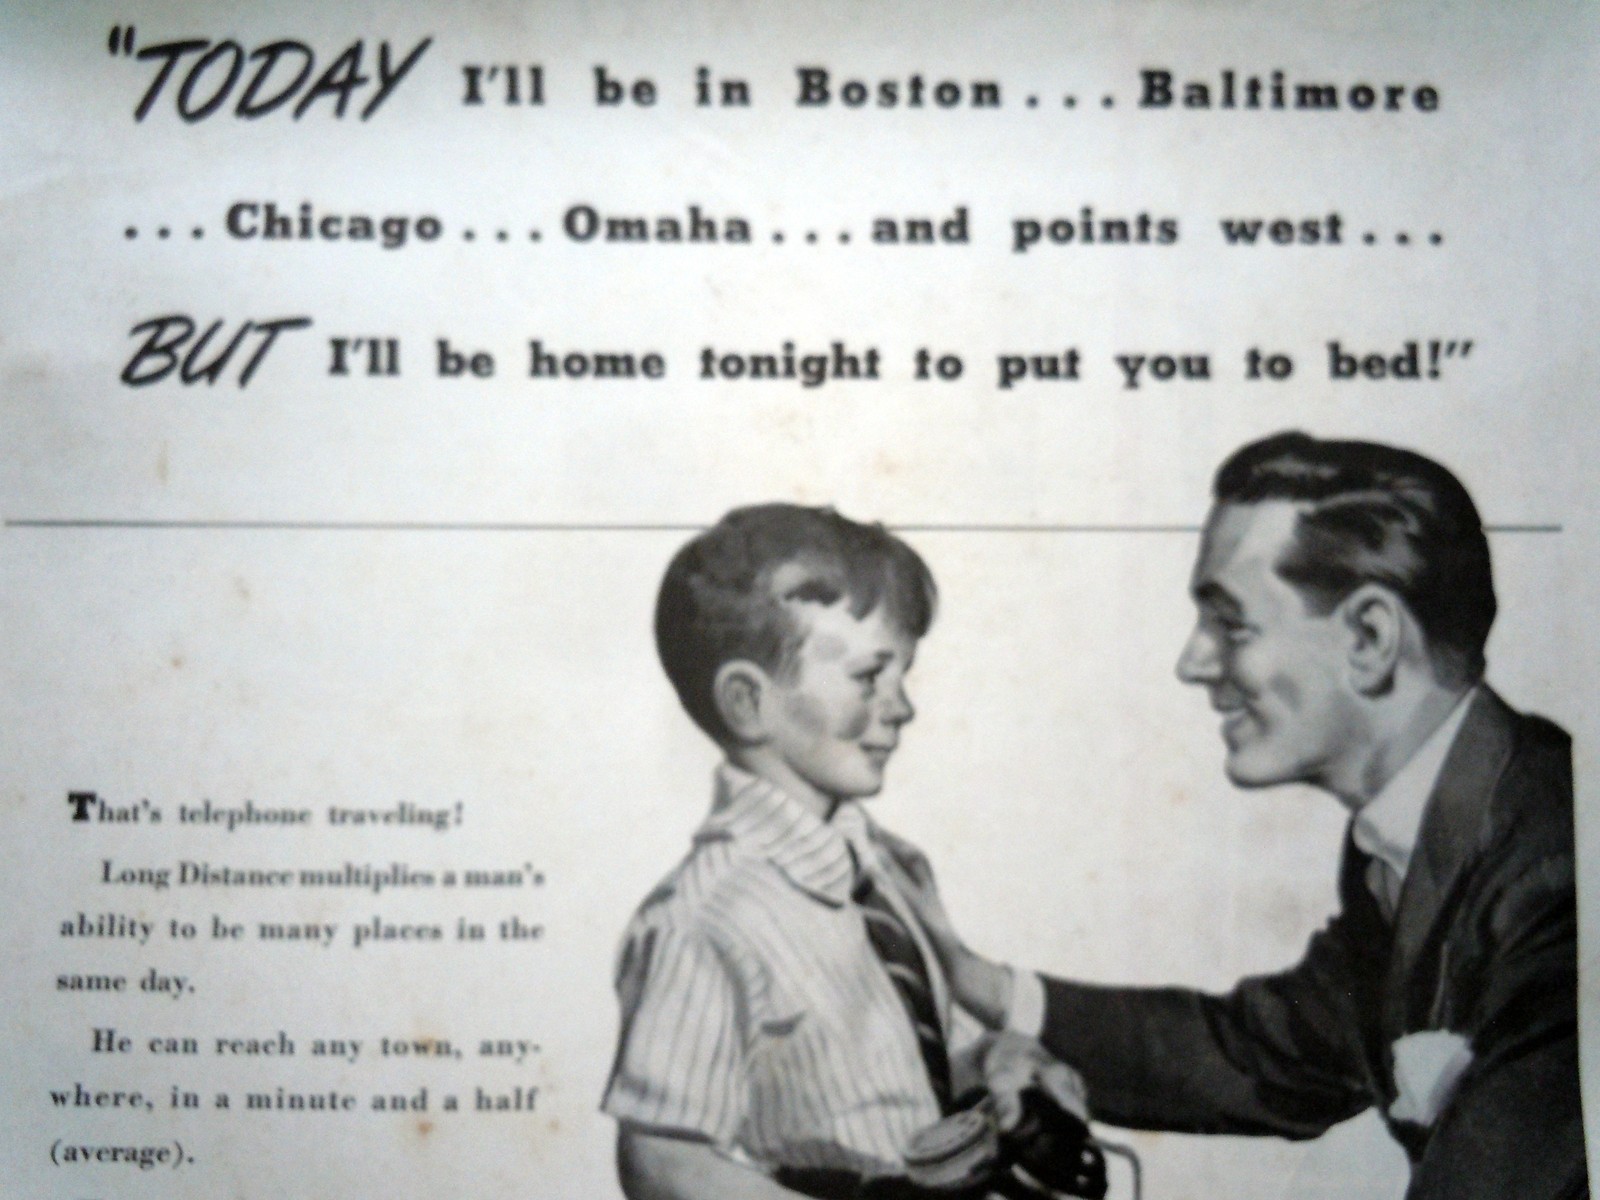 "TODAY I'll be in Boston . . . Baltimore
. . . Chicago . . . Omaha . . . and points west . . .
BUT I'll be home tonight to put you to bed!"
That's telephone traveling!
Long Distance multiplies a man's
ability to be many places in the
same day.
He can reach any town, any-
where, in a minute and a half
(average).